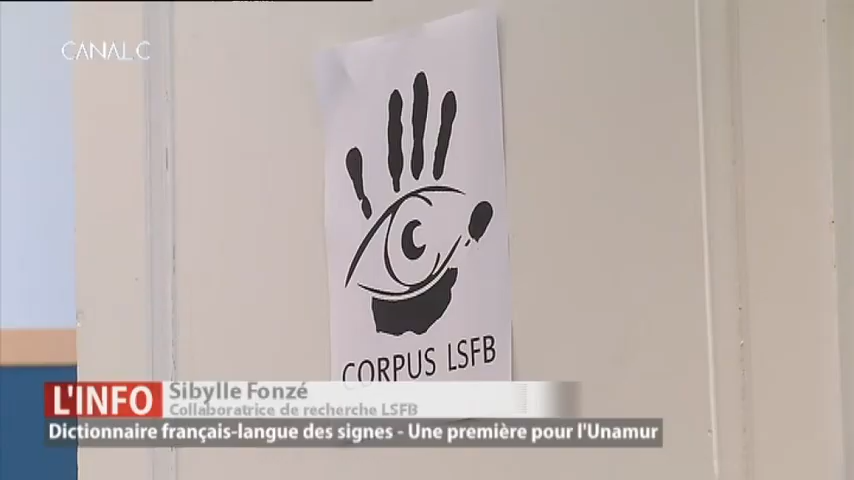 CANAL C
CORPUS LSFB
L'INFO
Sibylle Fonzé
Collaboratrice de recherche LSFB
Dictionnaire français-langue des signes - Une première pour l'Unamur